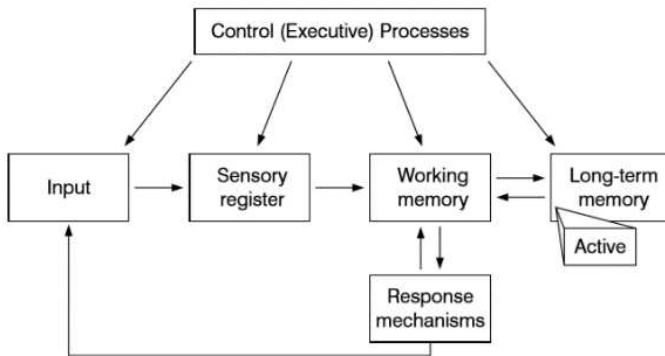 Control (Executive) Processes
Input
Sensory
register
Working
memory
Long-term
memory
Active
Response
mechanisms